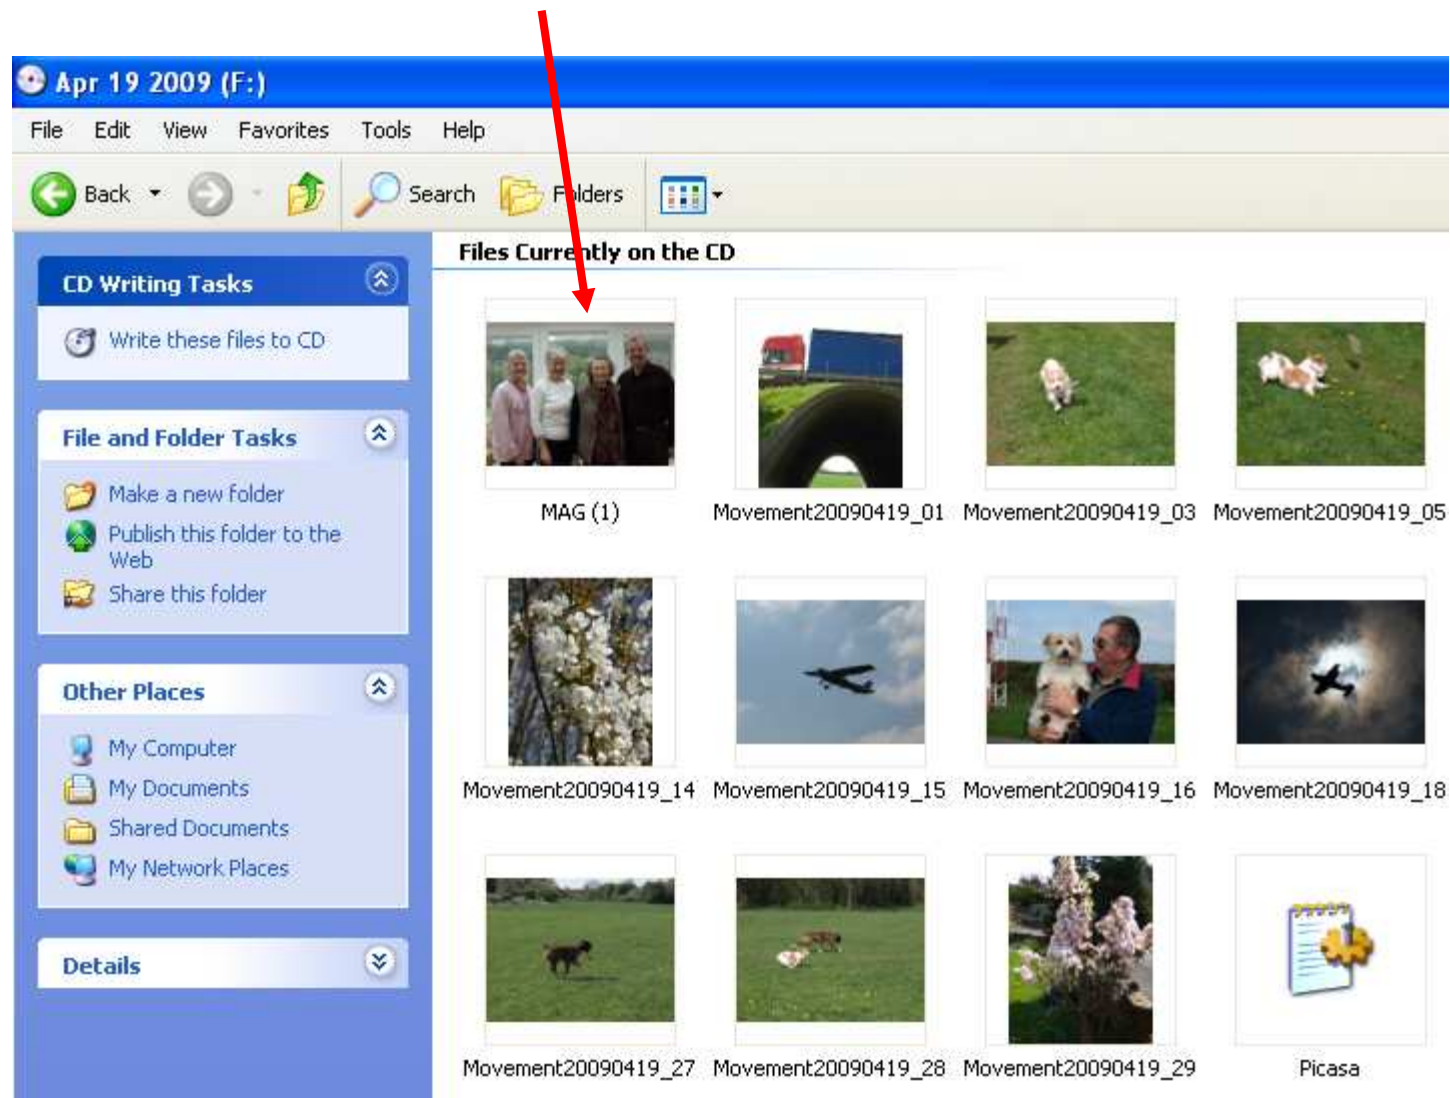 Apr 19 2009 (F:)
File Edit View Favorites Tools Help
Back Search Folders
CD Writing Tasks
Write these files to CD
File and Folder Tasks
Make a new folder
Publish this folder to the
Web
Share this folder
Other Places
My Computer
My Documents
Shared Documents
My Network Places
Details
Files Currently on the CD
MAG (1) Movement20090419_01 Movement20090419_03 Movement20090419_05
Movement20090419_14 Movement20090419_15 Movement20090419_16 Movement20090419_18
Movement20090419_27 Movement20090419_28 Movement20090419_29 Picasa